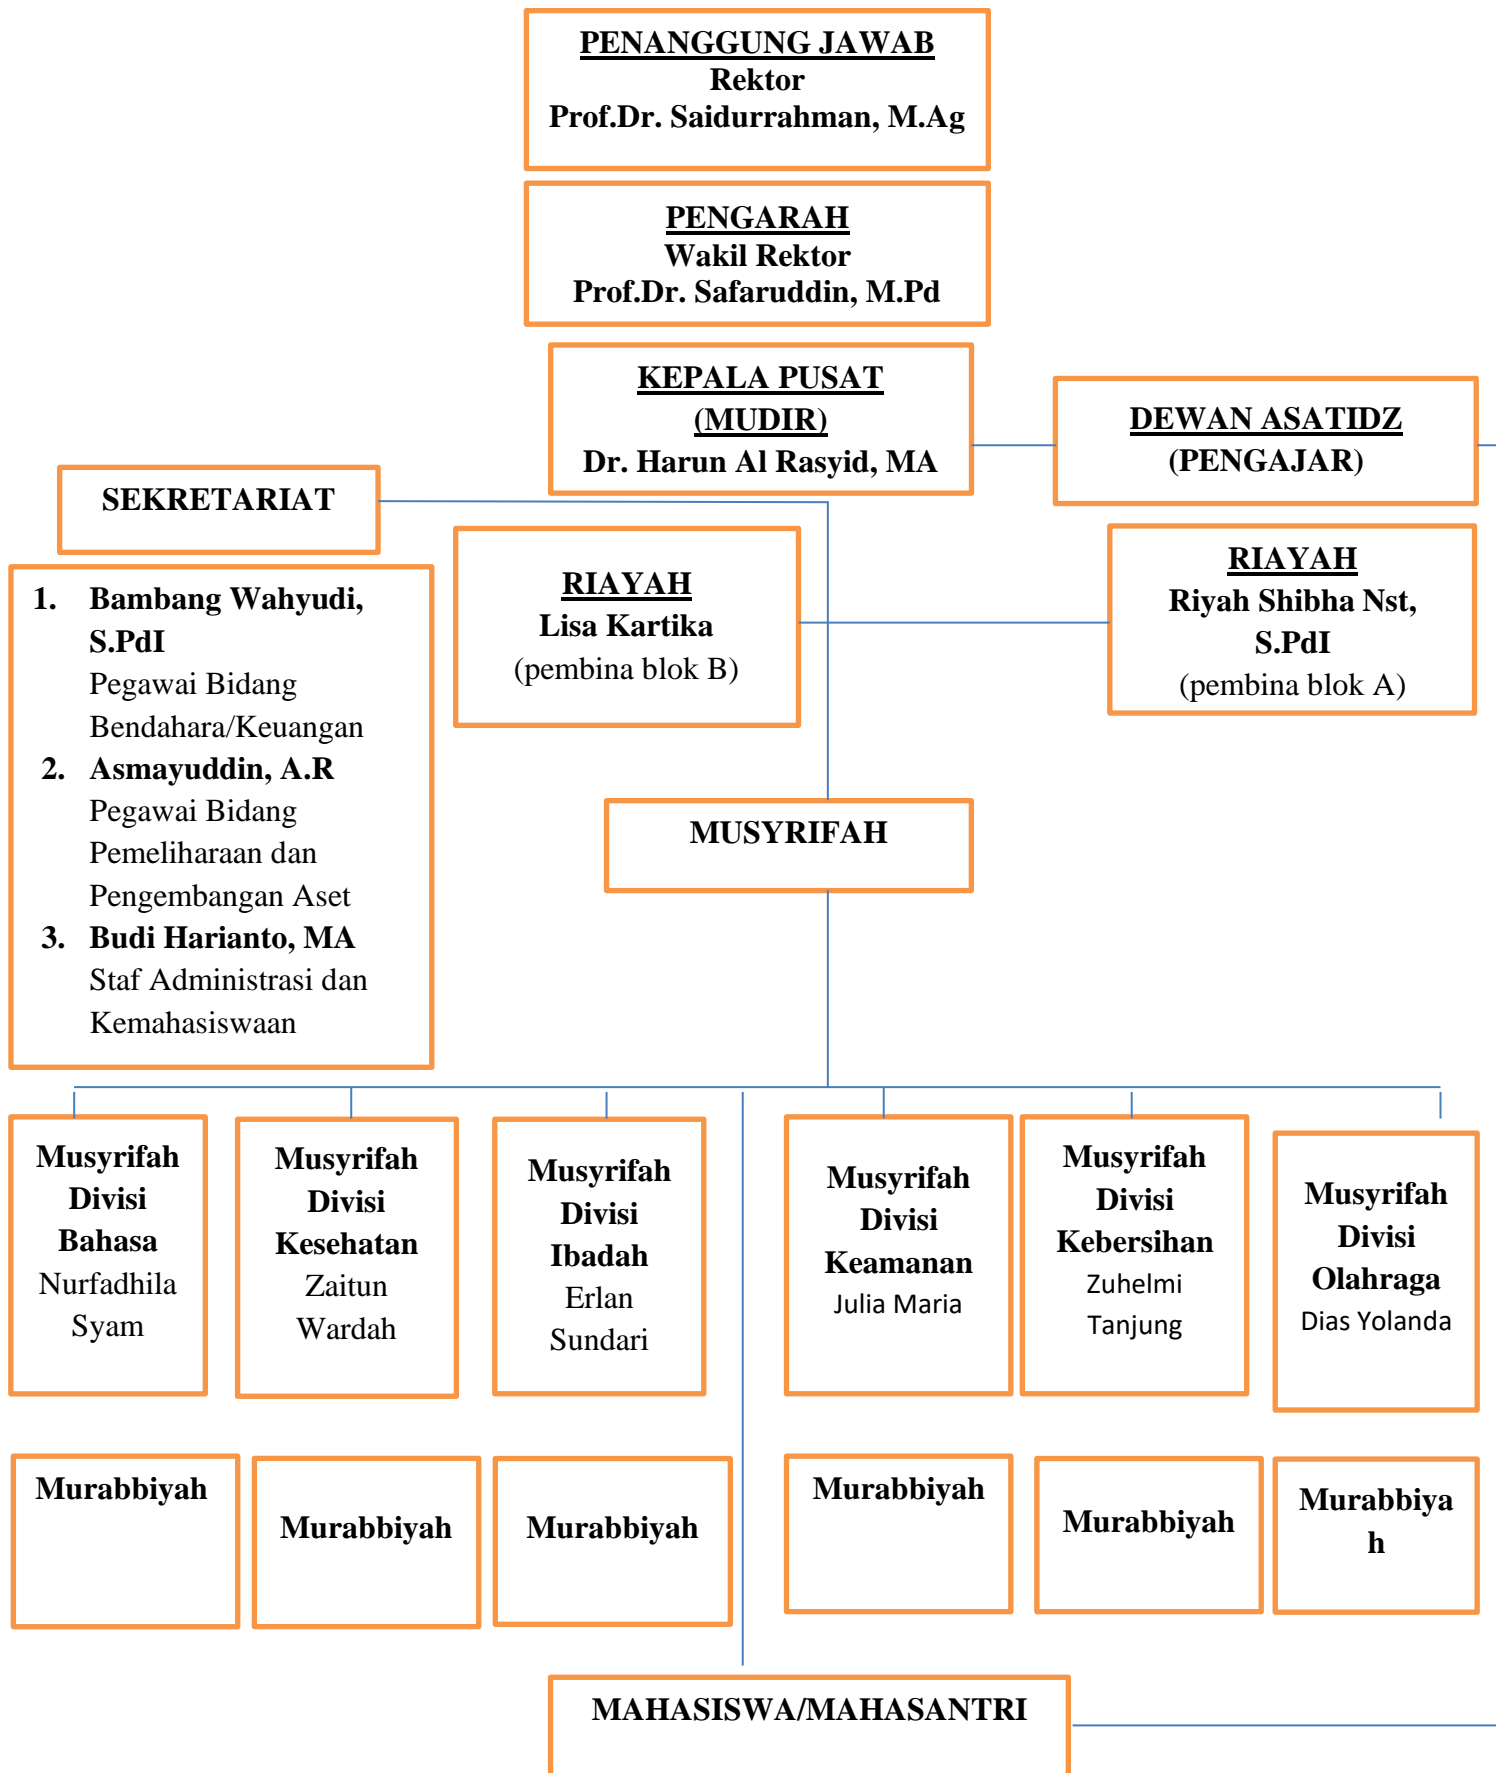 PENANGGUNG JAWAB
Rektor
Prof.Dr. Saidurrahman, M.Ag
PENGARAH
Wakil Rektor
Prof.Dr. Safaruddin, M.Pd
KEPALA PUSAT
(MUDIR)
Dr. Harun Al Rasyid, MA
DEWAN ASATIDZ
(PENGAJAR)
SEKRETARIAT
1. Bambang Wahyudi,
S.PdI
Pegawai Bidang
Bendahara/Keuangan
2. Asmayuddin, A.R
Pegawai Bidang
Pemeliharaan dan
Pengembangan Aset
3. Budi Harianto, MA
Staf Administrasi dan
Kemahasiswaan
RIAYAH
Lisa Kartika
(pembina blok B)
RIAYAH
Riyah Shibha Nst,
S.PdI
(pembina blok A)
MUSYRIFAH
Musyrifah
Divisi
Bahasa
Nurfadhila
Syam
Musyrifah
Divisi
Kesehatan
Zaitun
Wardah
Musyrifah
Divisi
Ibadah
Erlan
Sundari
Musyrifah
Divisi
Keamanan
Julia Maria
Musyrifah
Divisi
Kebersihan
Zuhelmi
Tanjung
Musyrifah
Divisi
Olahraga
Dias Yolanda
Murabbiyah
Murabbiyah
Murabbiyah
Murabbiyah
Murabbiyah
Murabbiya
h
MAHASISWA/MAHASANTRI